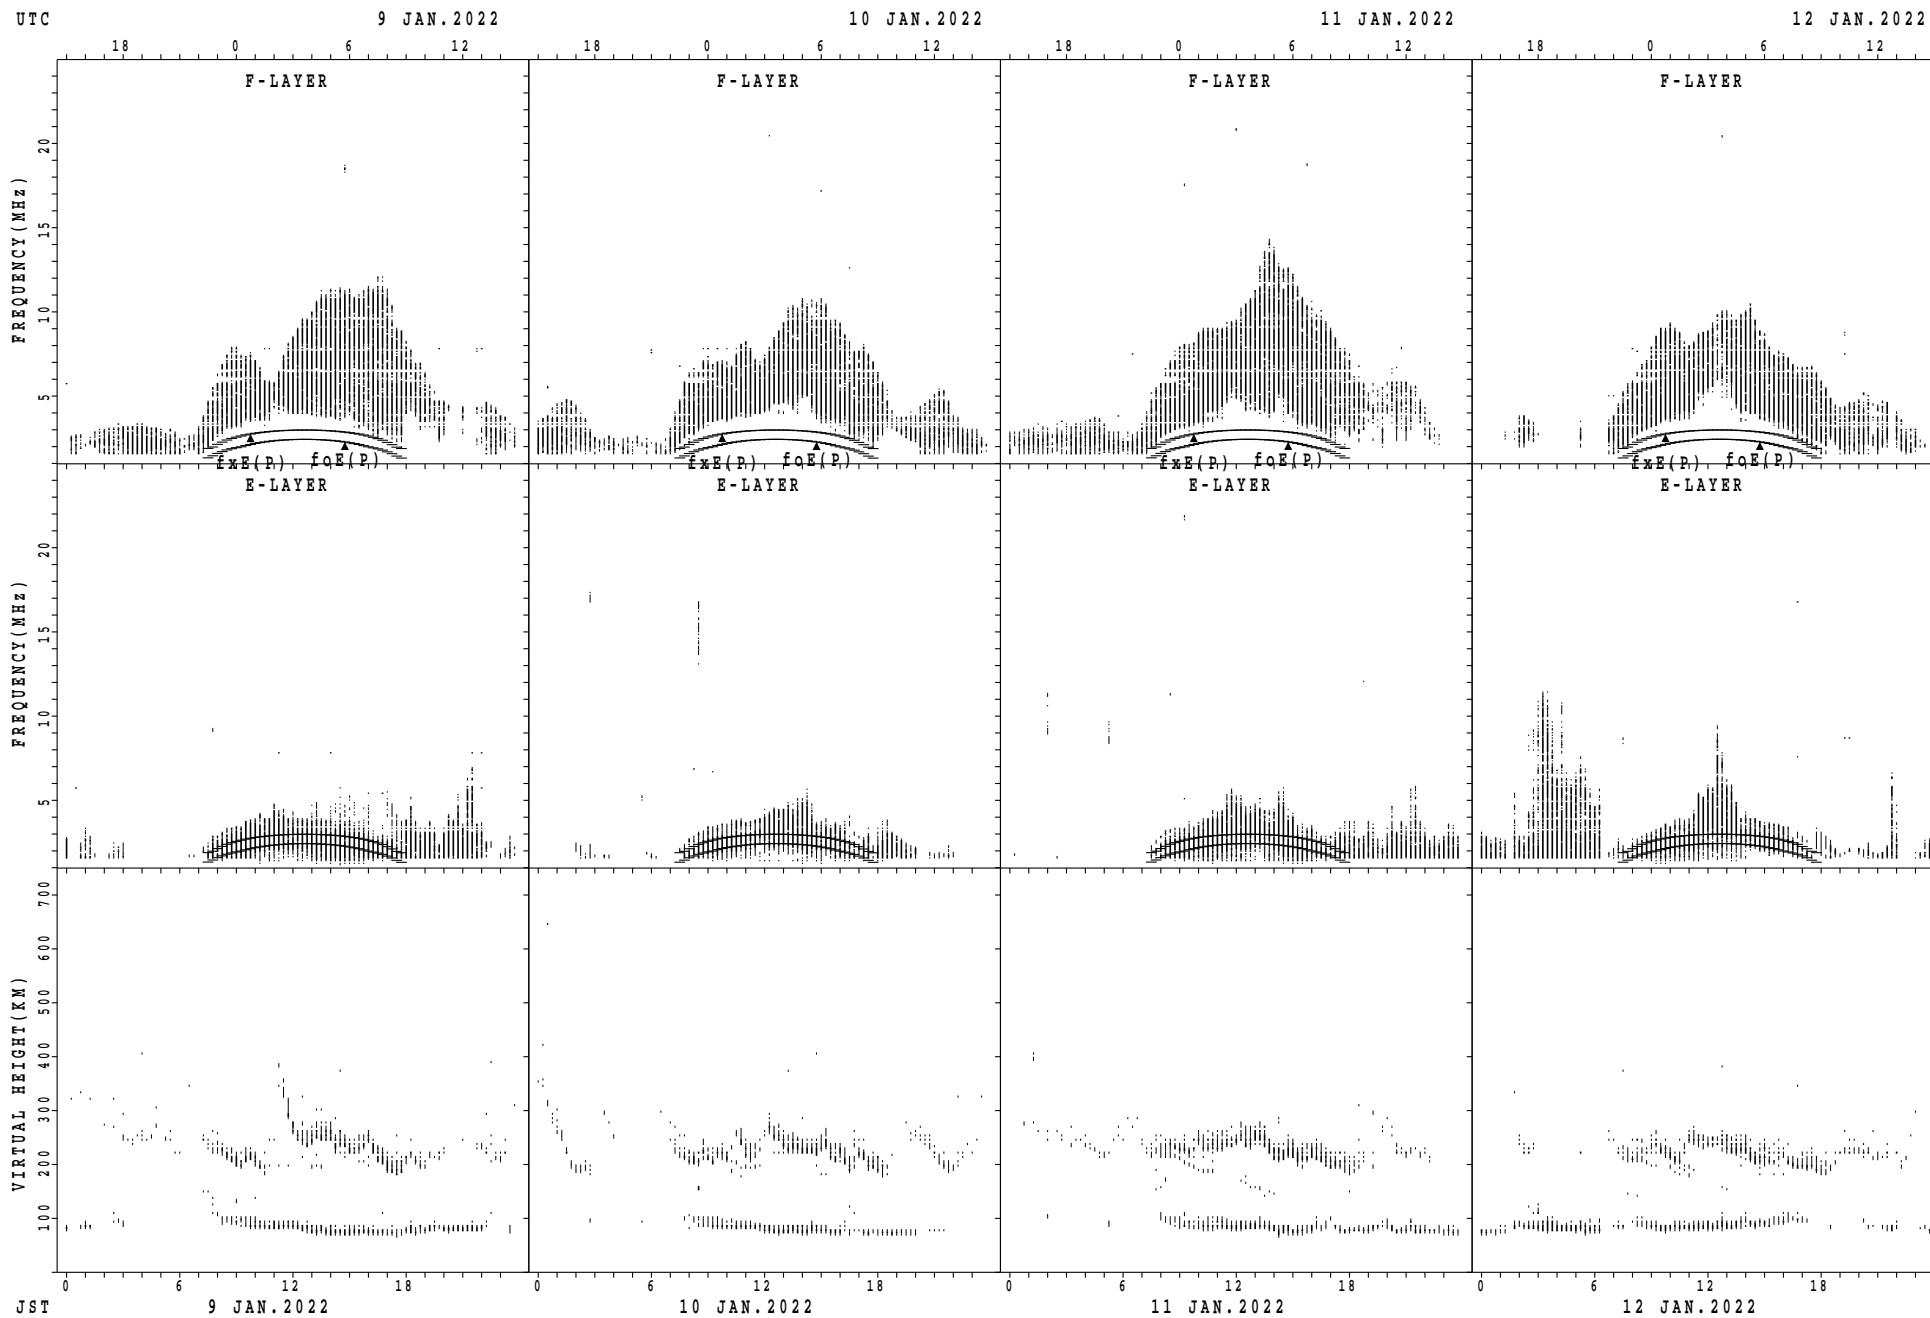 UTC 9 JAN.2022 10 JAN.2022 11 JAN.2022 12 JAN.2022
18 0 6 12 18 0 6 12 18 0 6 12 18 0 6 12
F-LAYER F-LAYER F-LAYER F-LAYER
FREQUENCY(MHz)
20
15
10
5
fxE(P) foE(P) fxE(P) foE(P) fxE(P) foE(P) fxE(P) foE(P)
E-LAYER E-LAYER E-LAYER E-LAYER
FREQUENCY(MHz)
20
15
10
5
VIRTUAL HEIGHT(KM)
700
600
500
400
300
200
100
0 6 12 18 0 6 12 18 0 6 12 18 0 6 12 18
JST 9 JAN.2022 10 JAN.2022 11 JAN.2022 12 JAN.2022